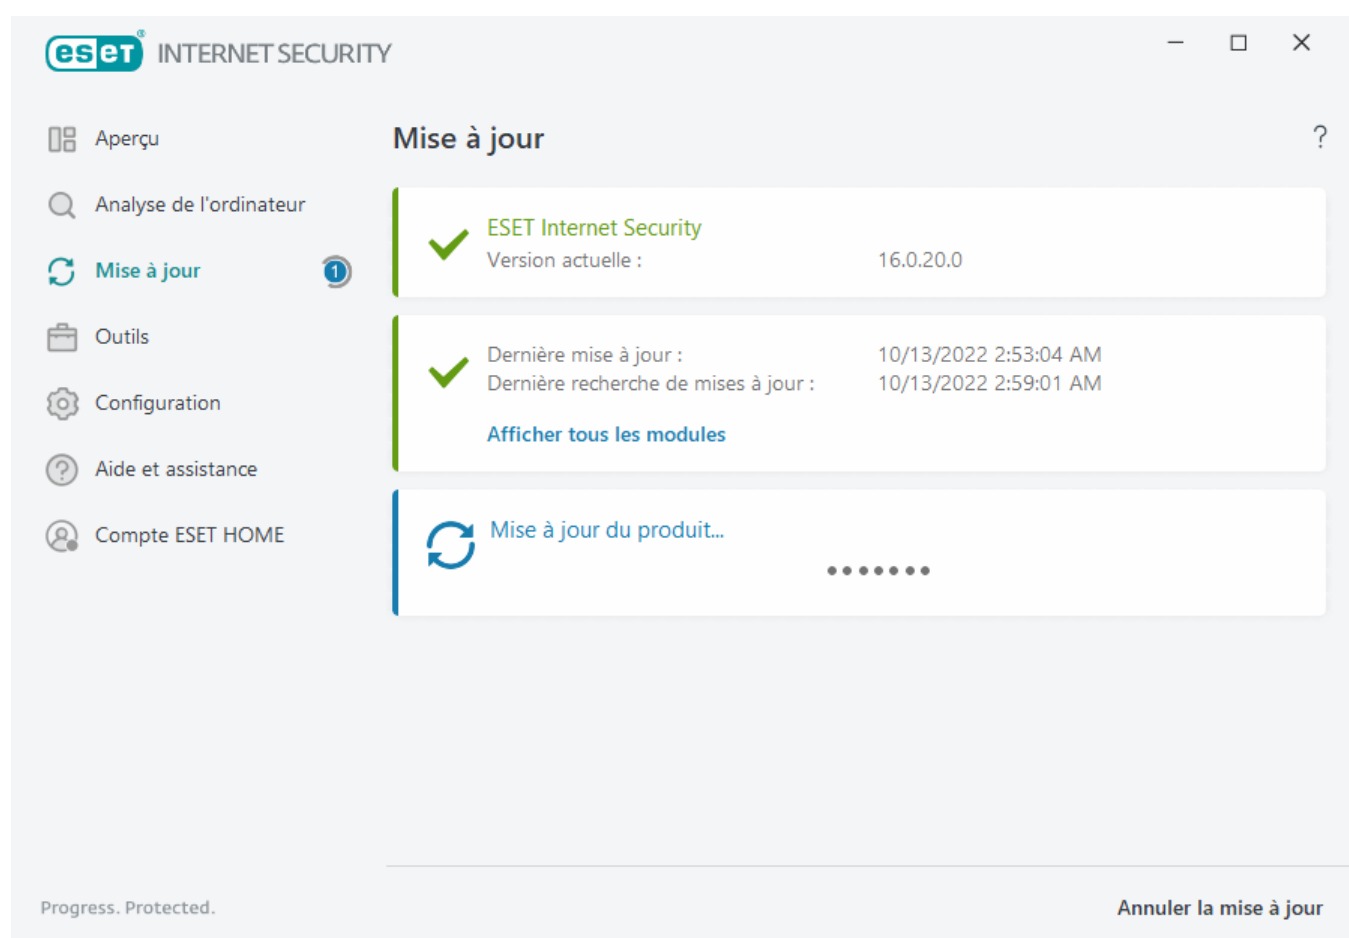 eset® INTERNET SECURITY
Aperçu
Analyse de l'ordinateur
Mise à jour 1
Outils
Configuration
Aide et assistance
Compte ESET HOME
Mise à jour ?
ESET Internet Security
Version actuelle : 16.0.20.0
Dernière mise à jour : 10/13/2022 2:53:04 AM
Dernière recherche de mises à jour : 10/13/2022 2:59:01 AM
Afficher tous les modules
Mise à jour du produit...
Progress. Protected.
Annuler la mise à jour